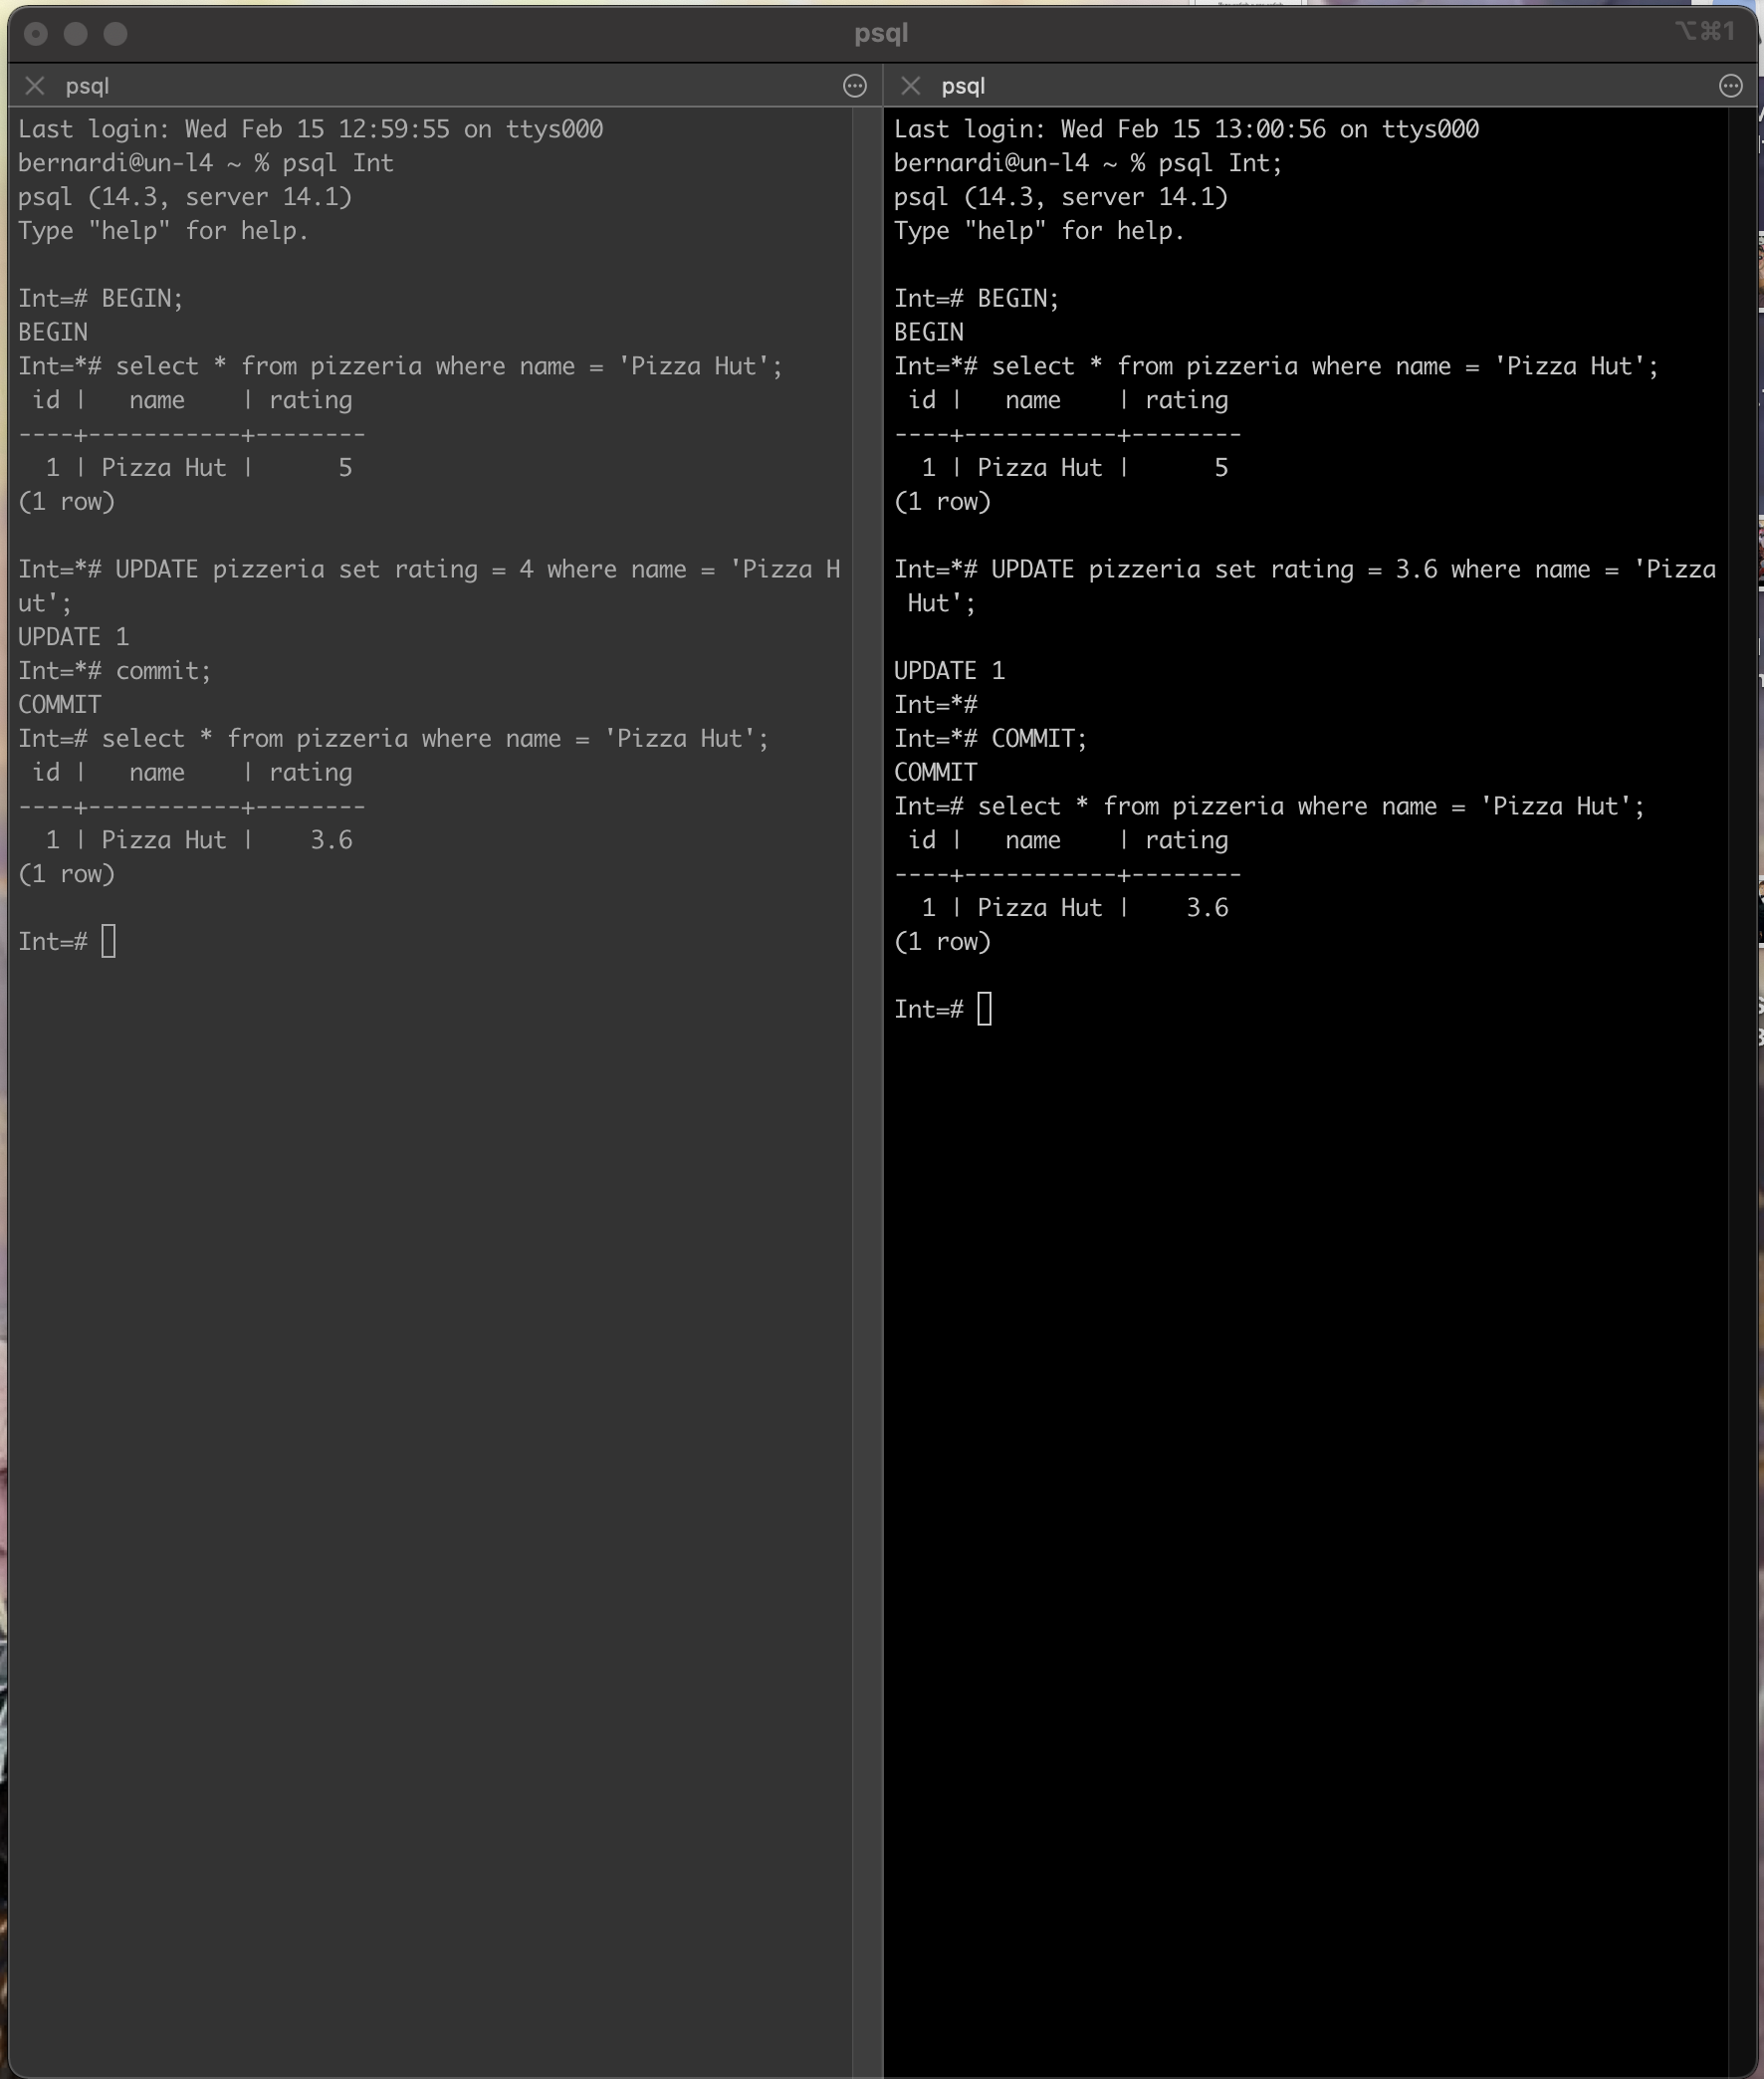 psql
⌥⌘1
psql
Last login: Wed Feb 15 12:59:55 on ttys000
bernardi@un-l4 ~ % psql Int
psql (14.3, server 14.1)
Type "help" for help.
Int=# BEGIN;
BEGIN
Int=*# select * from pizzeria where name = 'Pizza Hut';
 id |   name    | rating
----+-----------+--------
  1 | Pizza Hut |      5
(1 row)
Int=*# UPDATE pizzeria set rating = 4 where name = 'Pizza H
ut';
UPDATE 1
Int=*# commit;
COMMIT
Int=# select * from pizzeria where name = 'Pizza Hut';
 id |   name    | rating
----+-----------+--------
  1 | Pizza Hut |    3.6
(1 row)
Int=#
psql
Last login: Wed Feb 15 13:00:56 on ttys000
bernardi@un-l4 ~ % psql Int;
psql (14.3, server 14.1)
Type "help" for help.
Int=# BEGIN;
BEGIN
Int=*# select * from pizzeria where name = 'Pizza Hut';
 id |   name    | rating
----+-----------+--------
  1 | Pizza Hut |      5
(1 row)
Int=*# UPDATE pizzeria set rating = 3.6 where name = 'Pizza
 Hut';
UPDATE 1
Int=*#
Int=*# COMMIT;
COMMIT
Int=# select * from pizzeria where name = 'Pizza Hut';
 id |   name    | rating
----+-----------+--------
  1 | Pizza Hut |    3.6
(1 row)
Int=#